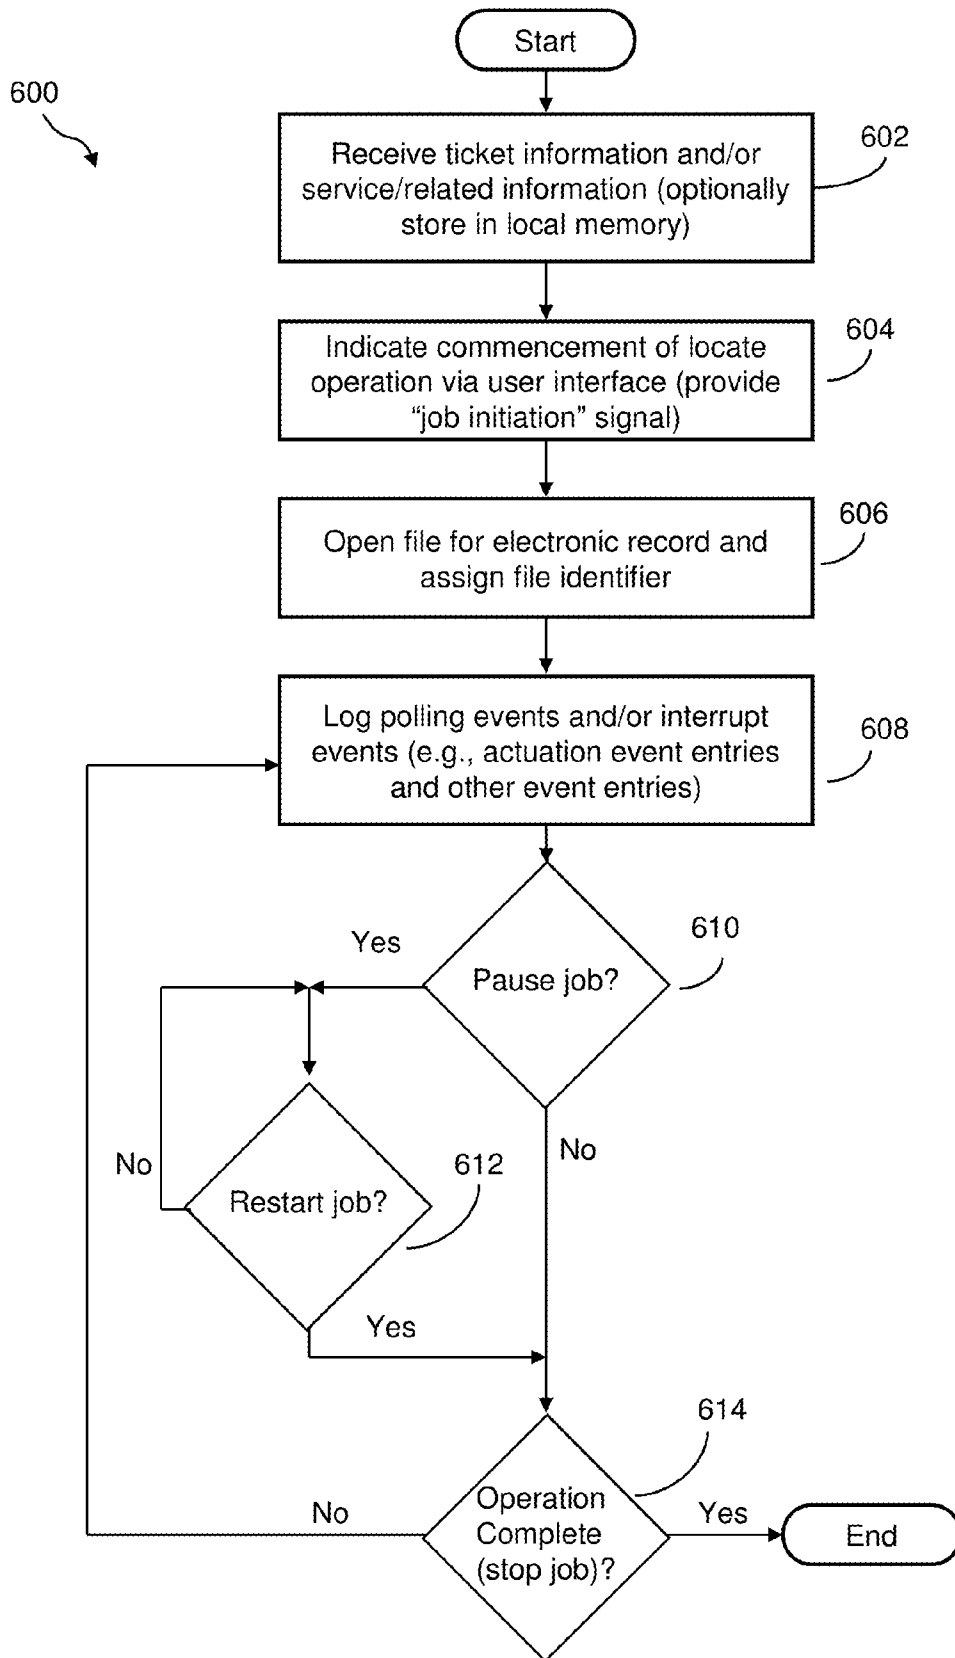 Start
600
602
Receive ticket information and/or
service/related information (optionally
store in local memory)
604
Indicate commencement of locate
operation via user interface (provide
“job initiation” signal)
606
Open file for electronic record and
assign file identifier
Log polling events and/or interrupt
events (e.g., actuation event entries
and other event entries)
608
610
Yes
Pause job?
No
No
612
Restart job?
Yes
614
Operation
Complete
(stop job)?
No
Yes
End